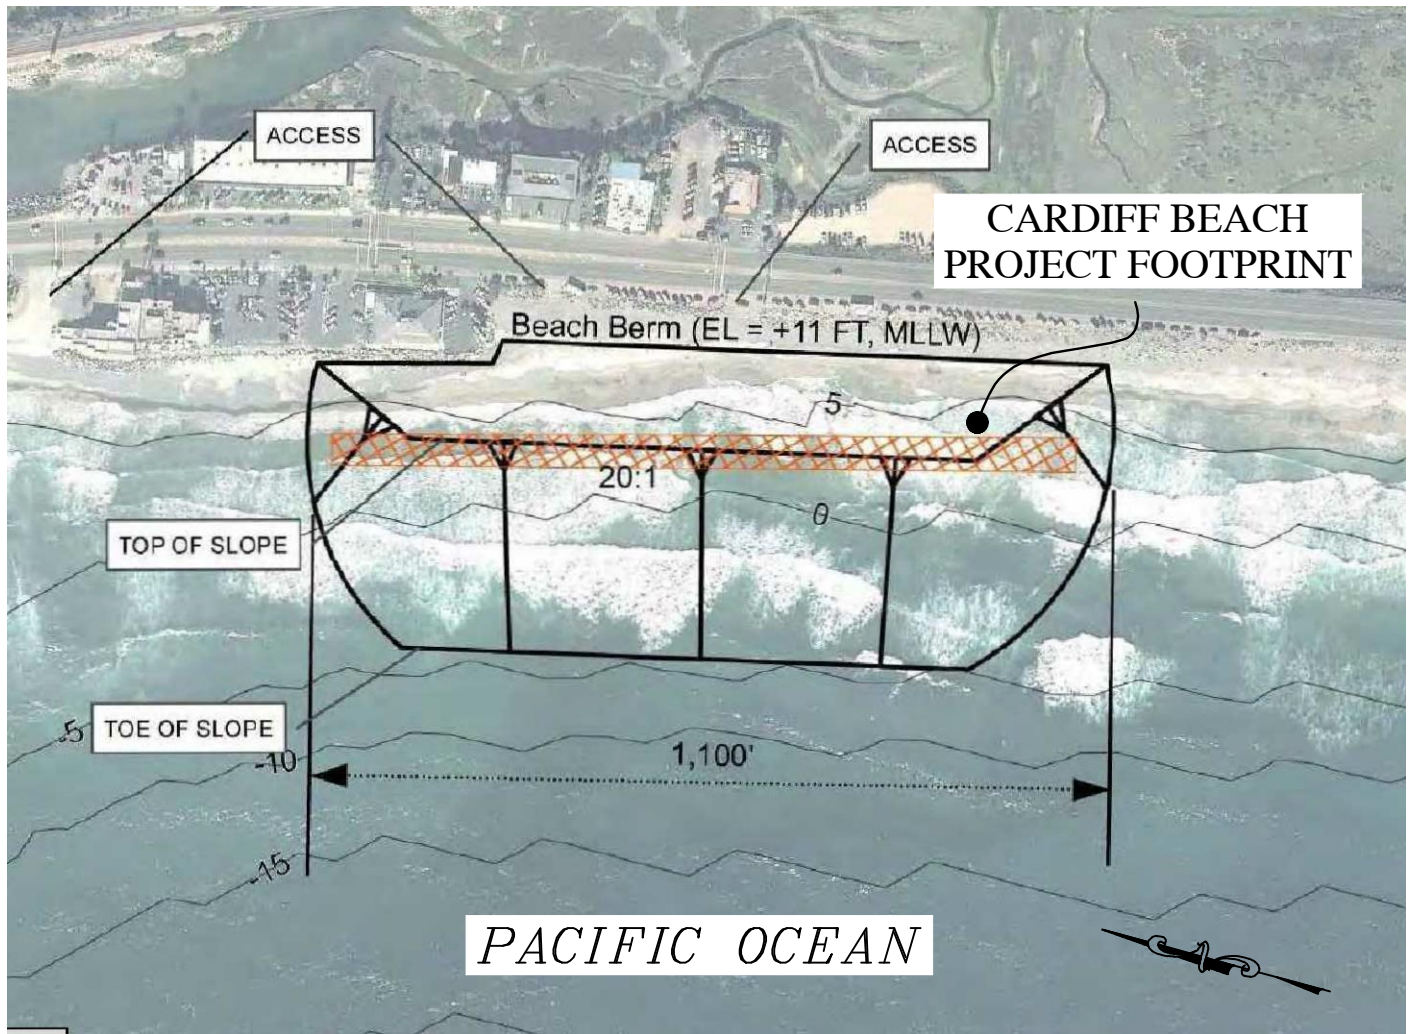 ACCESS
ACCESS
CARDIFF BEACH
PROJECT FOOTPRINT
Beach Berm (EL = +11 FT, MLLW)
5
20:1
0
TOP OF SLOPE
TOE OF SLOPE
-5
-10
1,100'
-15
PACIFIC OCEAN